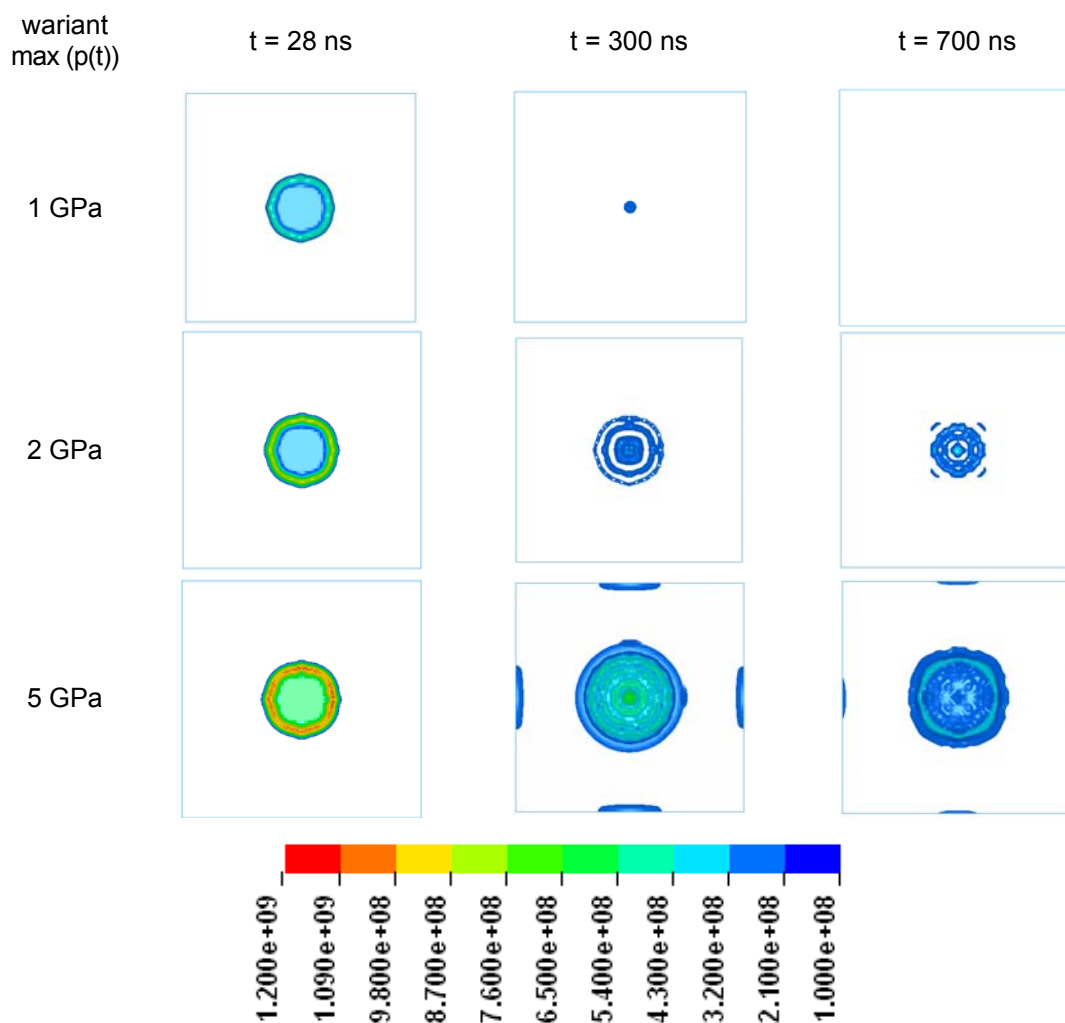 wariant
max (p(t))
t = 28 ns
t = 300 ns
t = 700 ns
1 GPa
2 GPa
5 GPa
1.200e+09
1.090e+09
9.800e+08
8.700e+08
7.600e+08
6.500e+08
5.400e+08
4.300e+08
3.200e+08
2.100e+08
1.000e+08